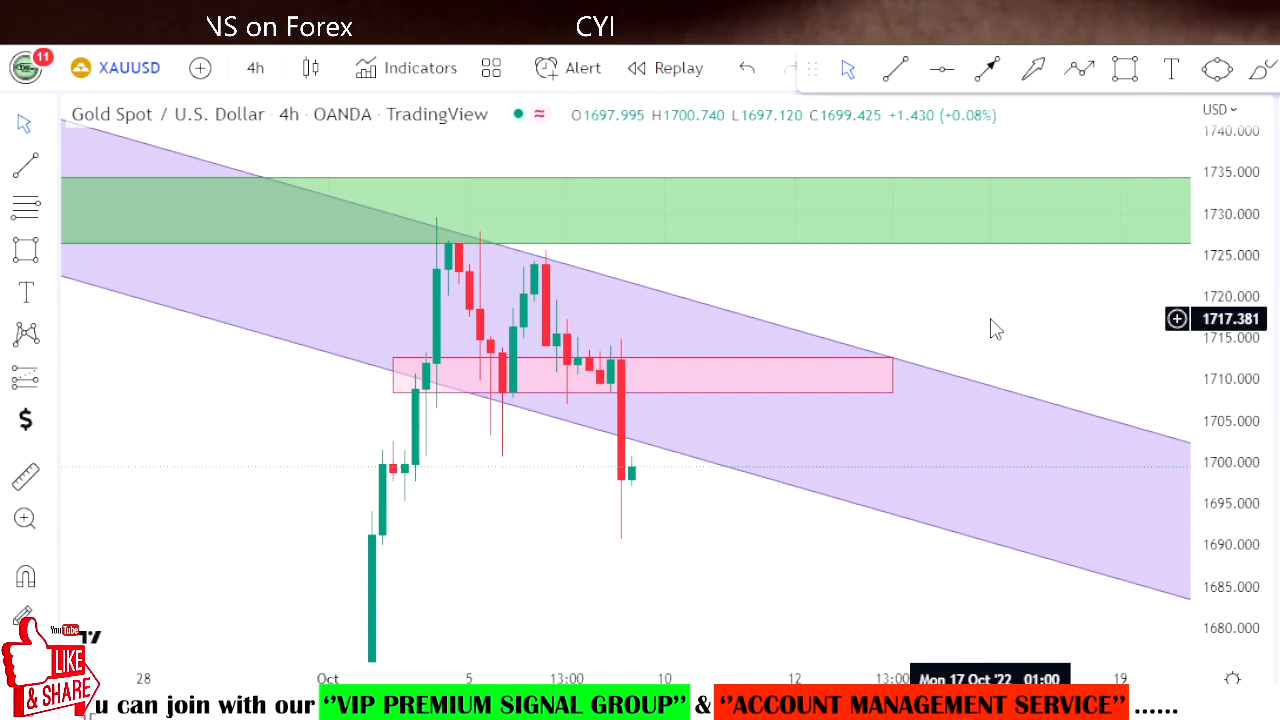 NS on Forex CYI
11 XAUUSD 4h Indicators Alert Replay
Gold Spot / U.S. Dollar · 4h · OANDA · TradingView O1697.995 H1700.740 L1697.120 C1699.425 +1.430 (+0.08%)
USD
1740.000
1735.000
1730.000
1725.000
1720.000
1717.381
1715.000
1710.000
1705.000
1700.000
1695.000
1690.000
1685.000
1680.000
28 Oct 5 13:00 10 12 13:00 Mon 17 Oct '22 01:00 19
YouTube
LIKE
& SHARE
u can join with our "VIP PREMIUM SIGNAL GROUP" & "ACCOUNT MANAGEMENT SERVICE" ......